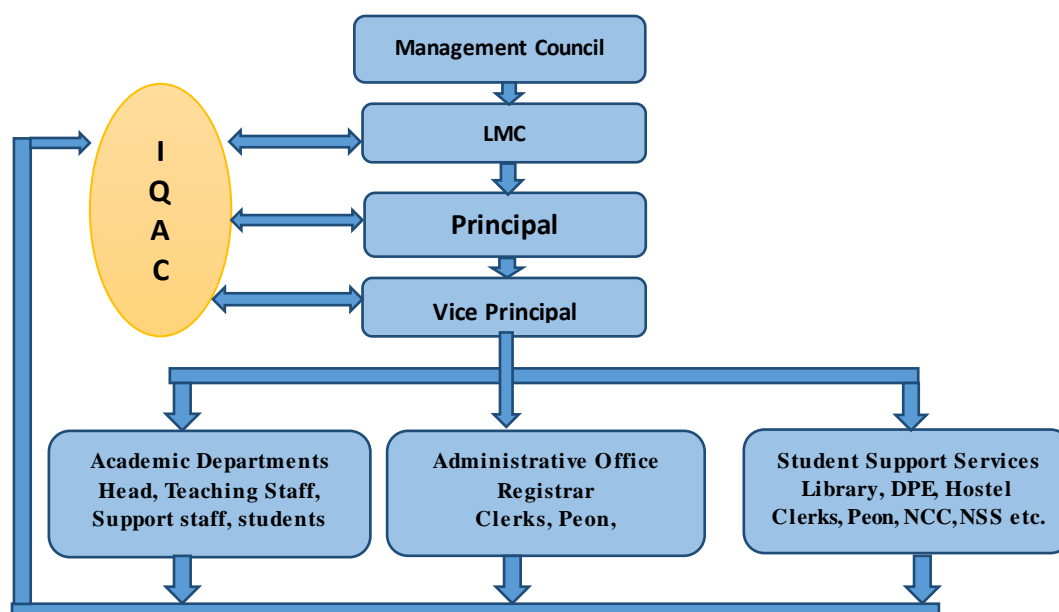 Management Council
LMC
I
Q
A
C
Principal
Vice Principal
Academic Departments
Head, Teaching Staff,
Support staff, students
Administrative Office
Registrar
Clerks, Peon,
Student Support Services
Library, DPE, Hostel
Clerks, Peon, NCC, NSS etc.